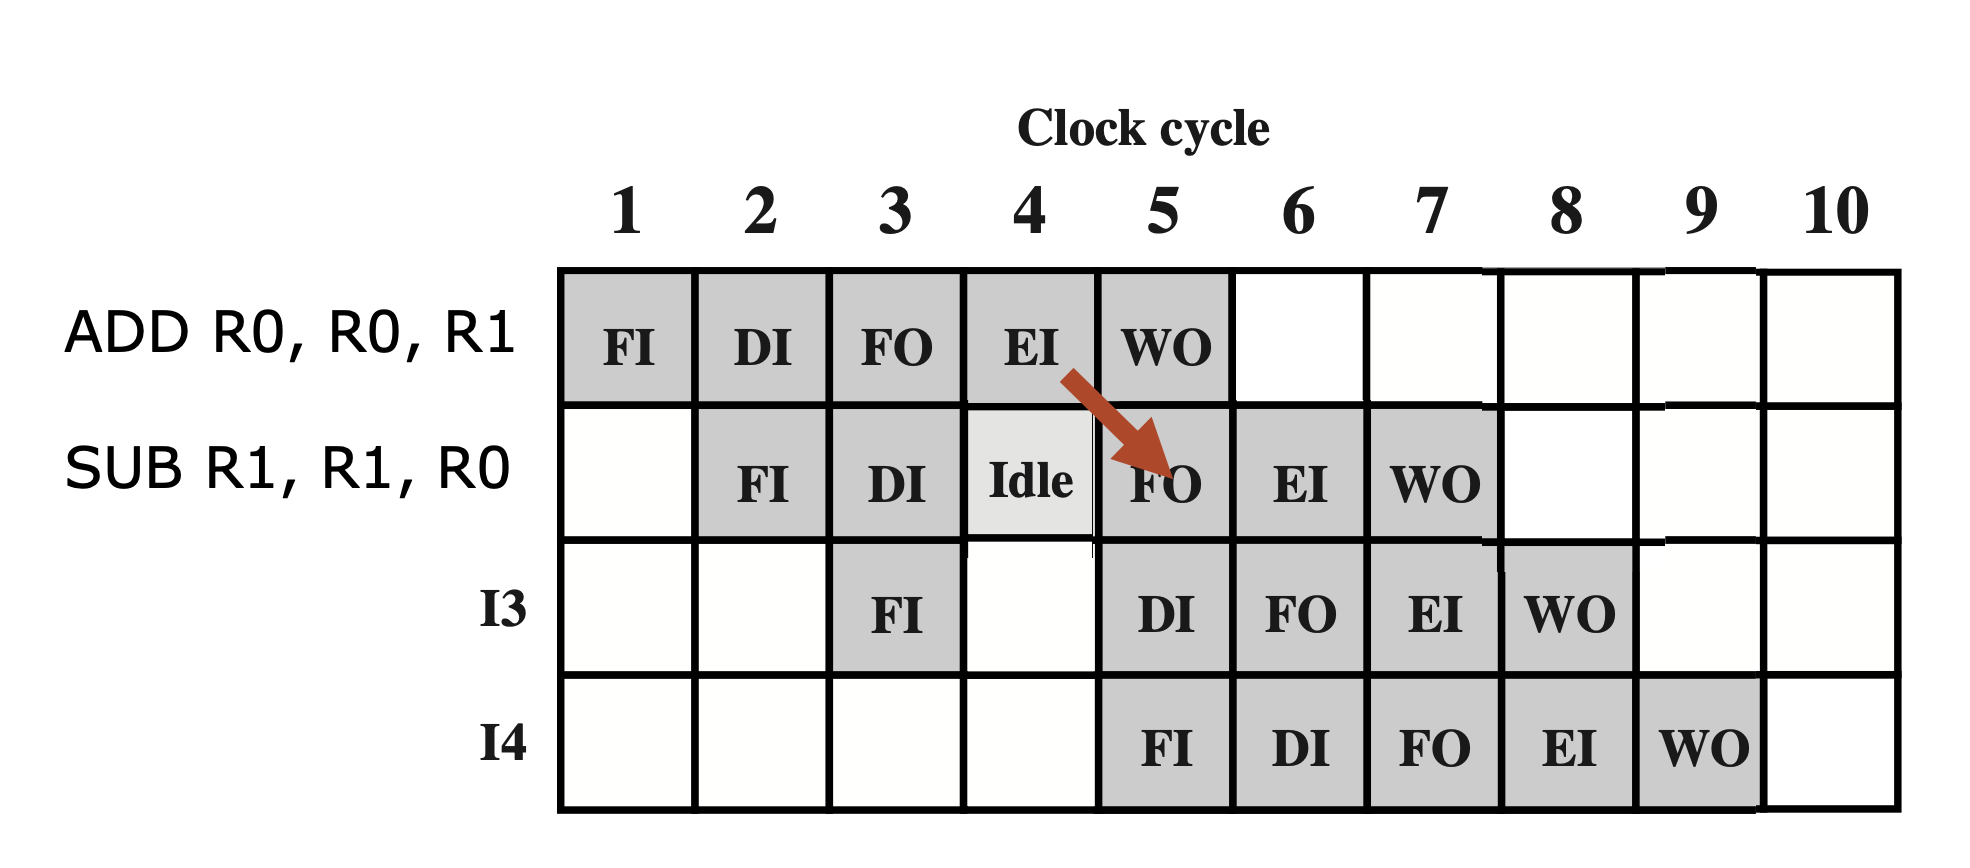 Clock cycle
1 2 3 4 5 6 7 8 9 10
ADD R0, R0, R1 FI DI FO EI WO
SUB R1, R1, R0 FI DI Idle FO EI WO
I3 FI DI FO EI WO
I4 FI DI FO EI WO